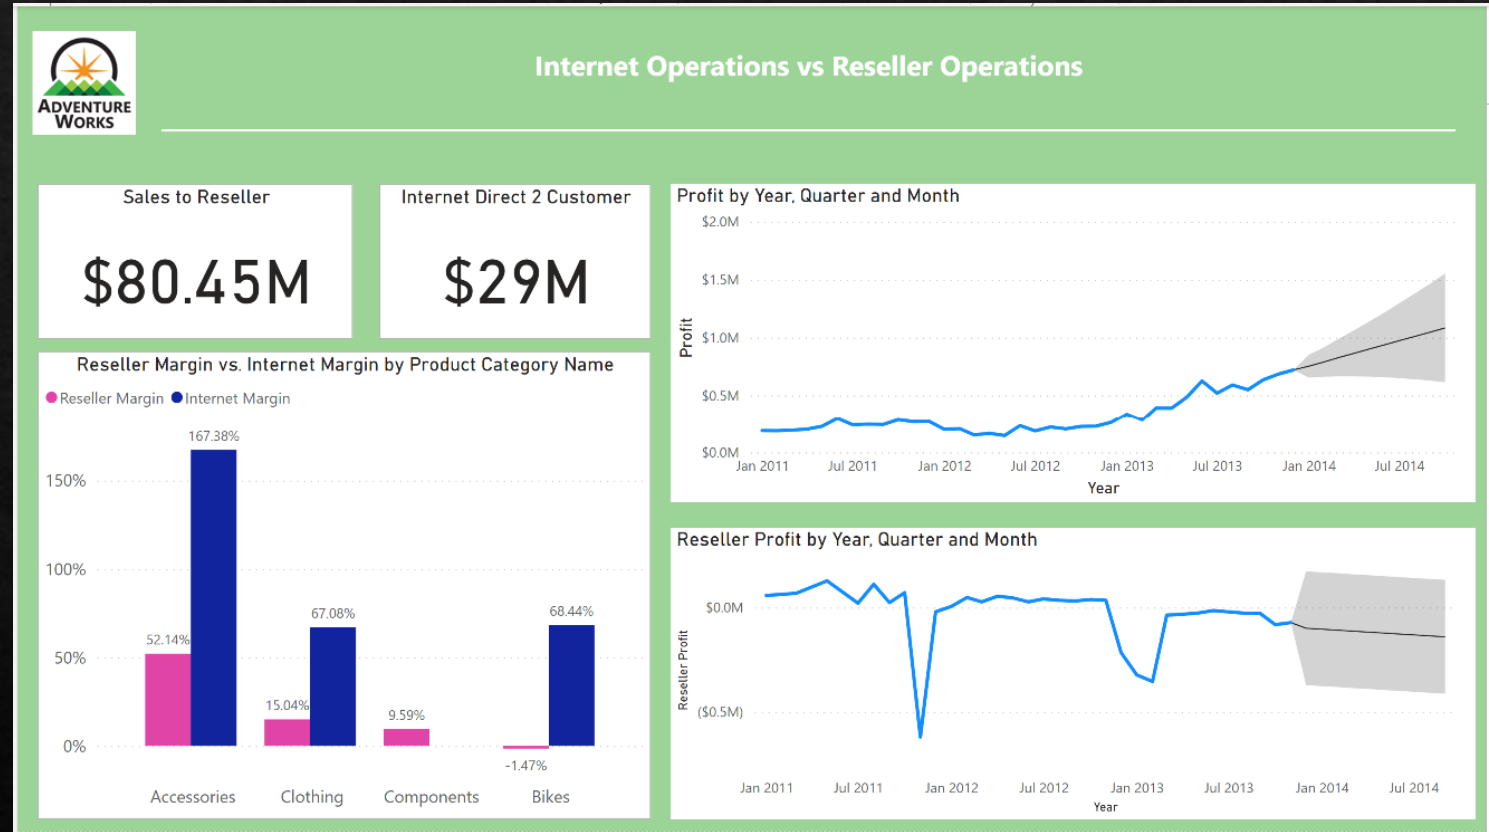 ADVENTURE
WORKS
Internet Operations vs Reseller Operations
Sales to Reseller
$80.45M
Internet Direct 2 Customer
$29M
Reseller Margin vs. Internet Margin by Product Category Name
Reseller Margin Internet Margin
150%
100%
50%
0%
52.14%
167.38%
15.04%
67.08%
9.59%
-1.47%
68.44%
Accessories Clothing Components Bikes
Profit by Year, Quarter and Month
Profit
$2.0M
$1.5M
$1.0M
$0.5M
$0.0M
Jan 2011 Jul 2011 Jan 2012 Jul 2012 Jan 2013 Jul 2013 Jan 2014 Jul 2014
Year
Reseller Profit by Year, Quarter and Month
Reseller Profit
$0.0M
($0.5M)
Jan 2011 Jul 2011 Jan 2012 Jul 2012 Jan 2013 Jul 2013 Jan 2014 Jul 2014
Year